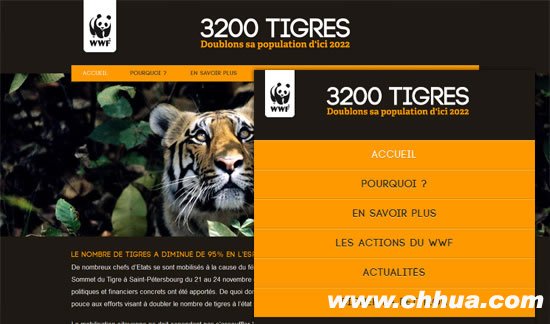 WWF
3200 TIGRES
Doublons sa population d'ici 2022
ACCUEIL
POURQUOI ?
EN SAVOIR PLUS
LE NOMBRE DE TIGRES A DIMINUÉ DE 95% EN L'ESP
De nombreux chefs d'Etats se sont mobilisés à la cause du fé
Sommet du Tigre à Saint-Pétersbourg du 21 au 24 novembre
politiques et financiers concrets ont été apportés. De quoi don
pouce aux efforts visant à doubler le nombre de tigres à l'état
WWF
3200 TIGRES
Doublons sa population d'ici 2022
ACCUEIL
POURQUOI ?
EN SAVOIR PLUS
LES ACTIONS DU WWF
ACTUALITÉS
www.chhua.com